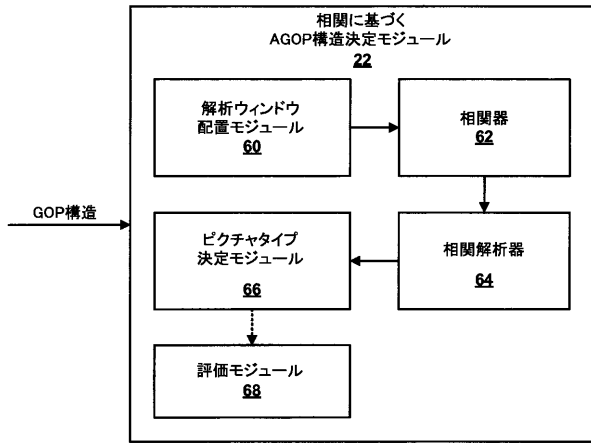 相関に基づく
AGOP構造決定モジュール
22
解析ウィンドウ
配置モジュール
60
相関器
62
GOP構造
ピクチャタイプ
決定モジュール
66
相関解析器
64
評価モジュール
68